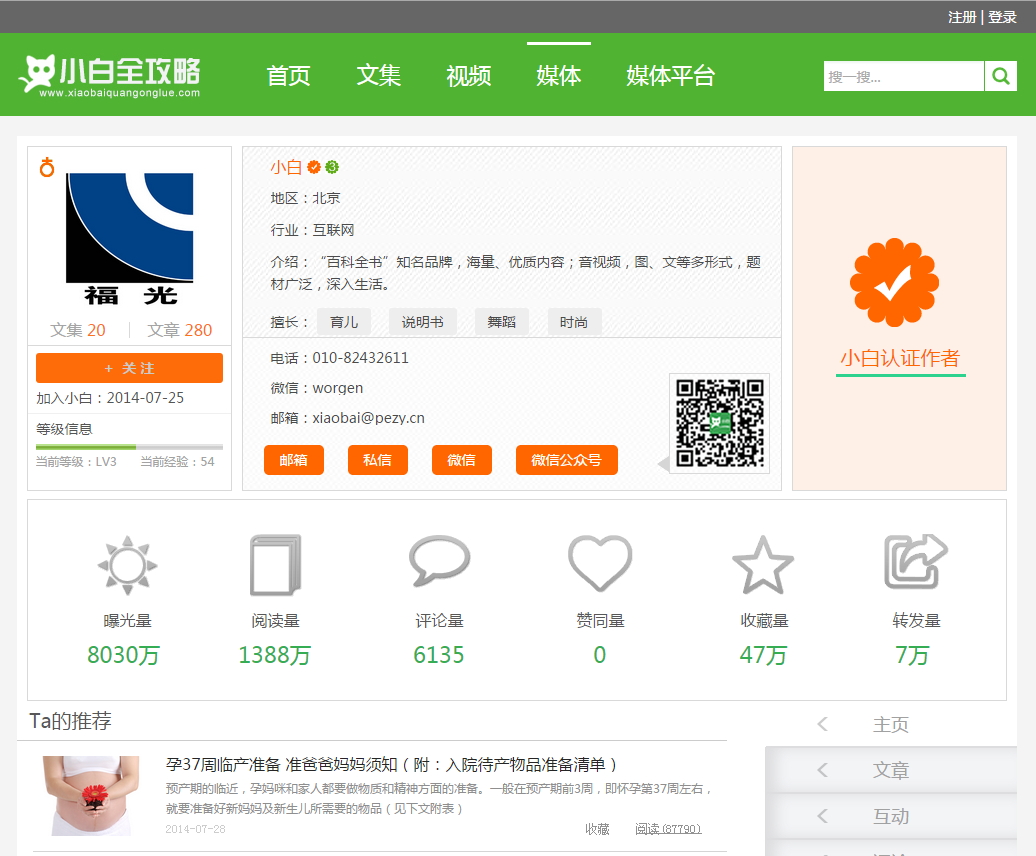 注册 | 登录
小白全攻略
www.xiaobaiquangonglue.com
首页 文集 视频 媒体 媒体平台
搜一搜...
福 光
文集 20 文章 280
+ 关 注
加入小白：2014-07-25
等级信息
当前等级：LV3 当前经验：54
小白 3
地区：北京
行业：互联网
介绍：“百科全书”知名品牌，海量、优质内容；音视频，图、文等多形式，题
材广泛，深入生活。
擅长： 育儿 说明书 舞蹈 时尚
电话：010-82432611
微信：worgen
邮箱：xiaobai@pezy.cn
邮箱 私信 微信 微信公众号
小白认证作者
曝光量 阅读量 评论量 赞同量 收藏量 转发量
8030万 1388万 6135 0 47万 7万
Ta的推荐
孕37周临产准备 准爸爸妈妈须知（附：入院待产物品准备清单）
预产期的临近，孕妈咪和家人都要做物质和精神方面的准备。一般在预产期前3周，即怀孕第37周左右，
就要准备好新妈妈及新生儿所需要的物品（见下文附表）
2014-07-28 收藏 阅读(87790)
主页
文章
互动